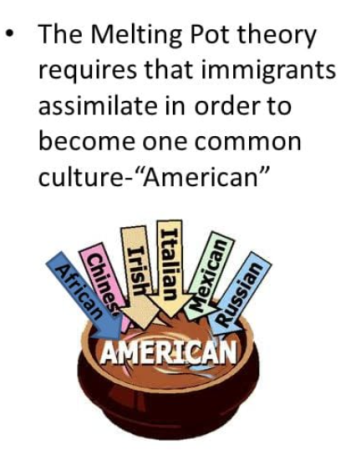 • The Melting Pot theory
requires that immigrants
assimilate in order to
become one common
culture-“American”
African
Chines
Irish
Italian
Mexican
Russian
AMERICAN